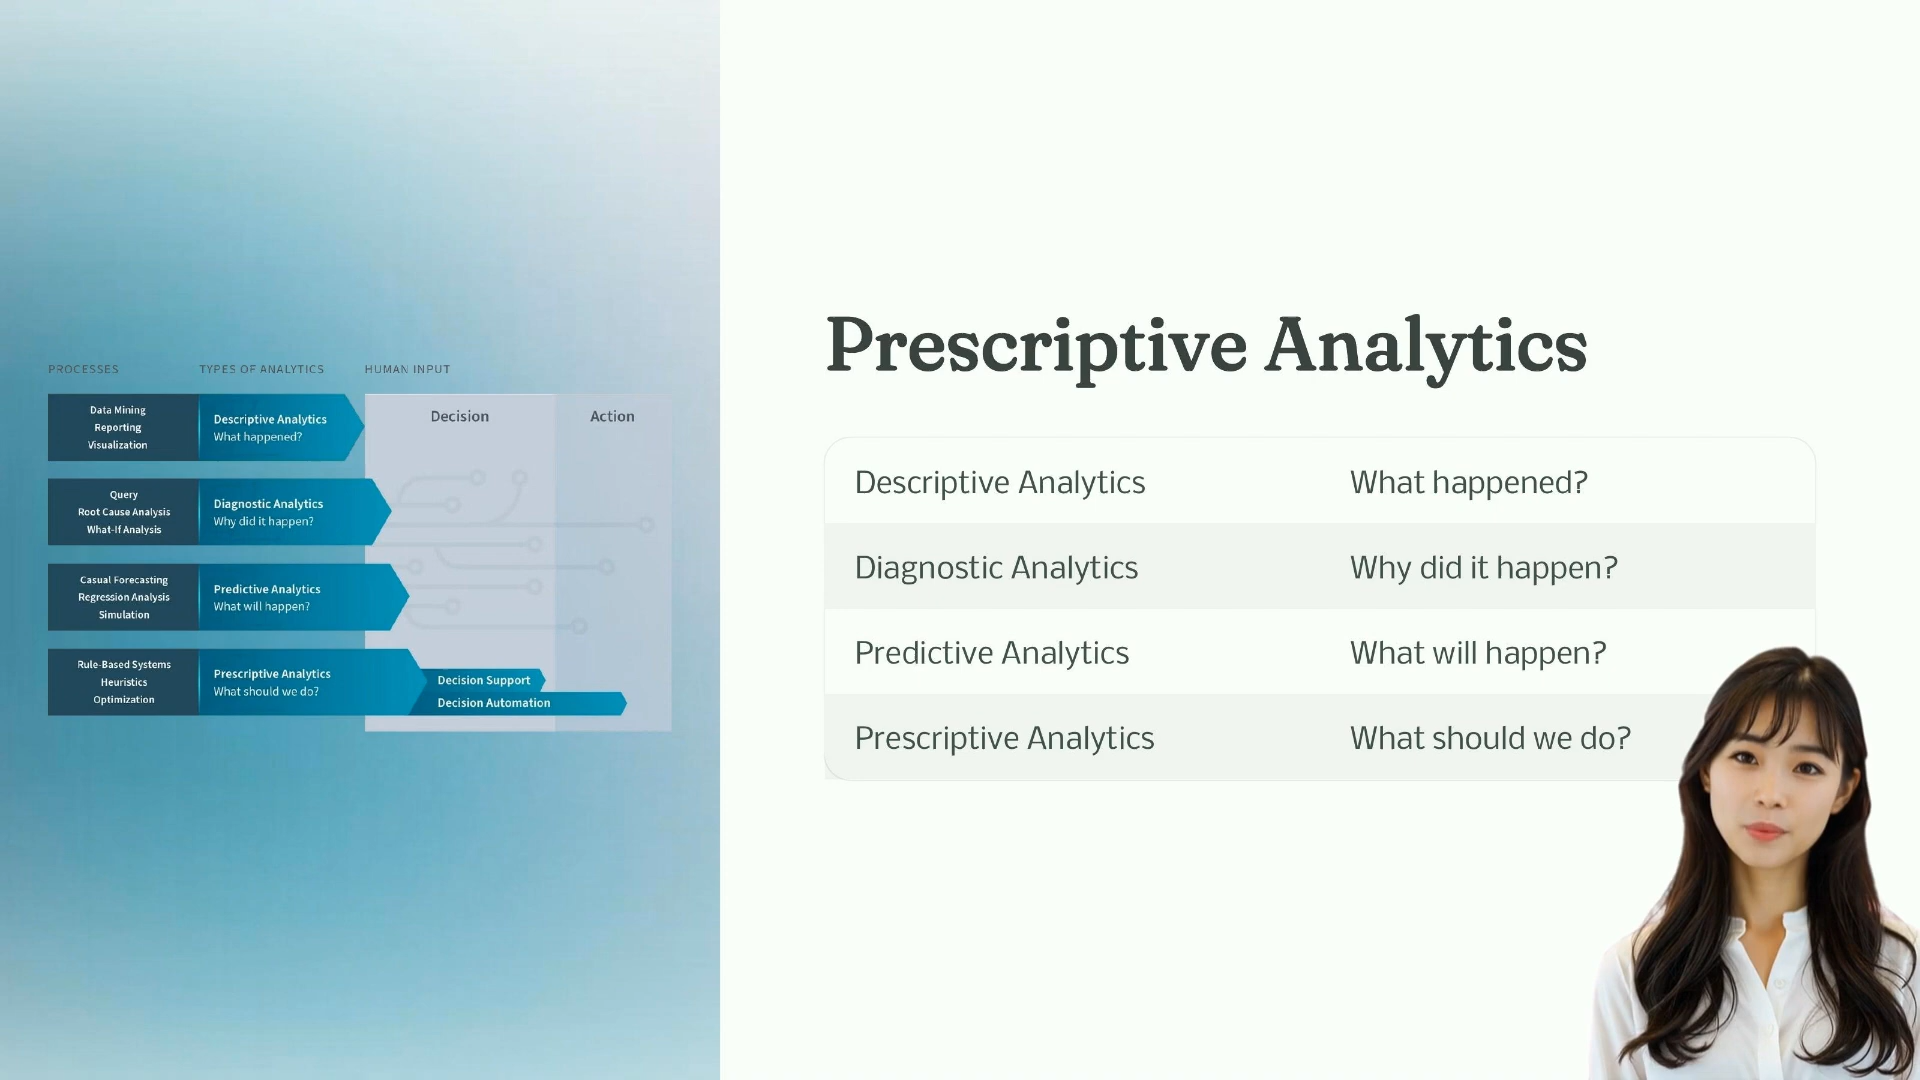 PROCESSES TYPES OF ANALYTICS HUMAN INPUT
Decision Action
Data Mining
Reporting
Visualization
Descriptive Analytics
What happened?
Query
Root Cause Analysis
What-If Analysis
Diagnostic Analytics
Why did it happen?
Casual Forecasting
Regression Analysis
Simulation
Predictive Analytics
What will happen?
Rule-Based Systems
Heuristics
Optimization
Prescriptive Analytics
What should we do?
Decision Support
Decision Automation
Prescriptive Analytics
Descriptive Analytics What happened?
Diagnostic Analytics Why did it happen?
Predictive Analytics What will happen?
Prescriptive Analytics What should we do?